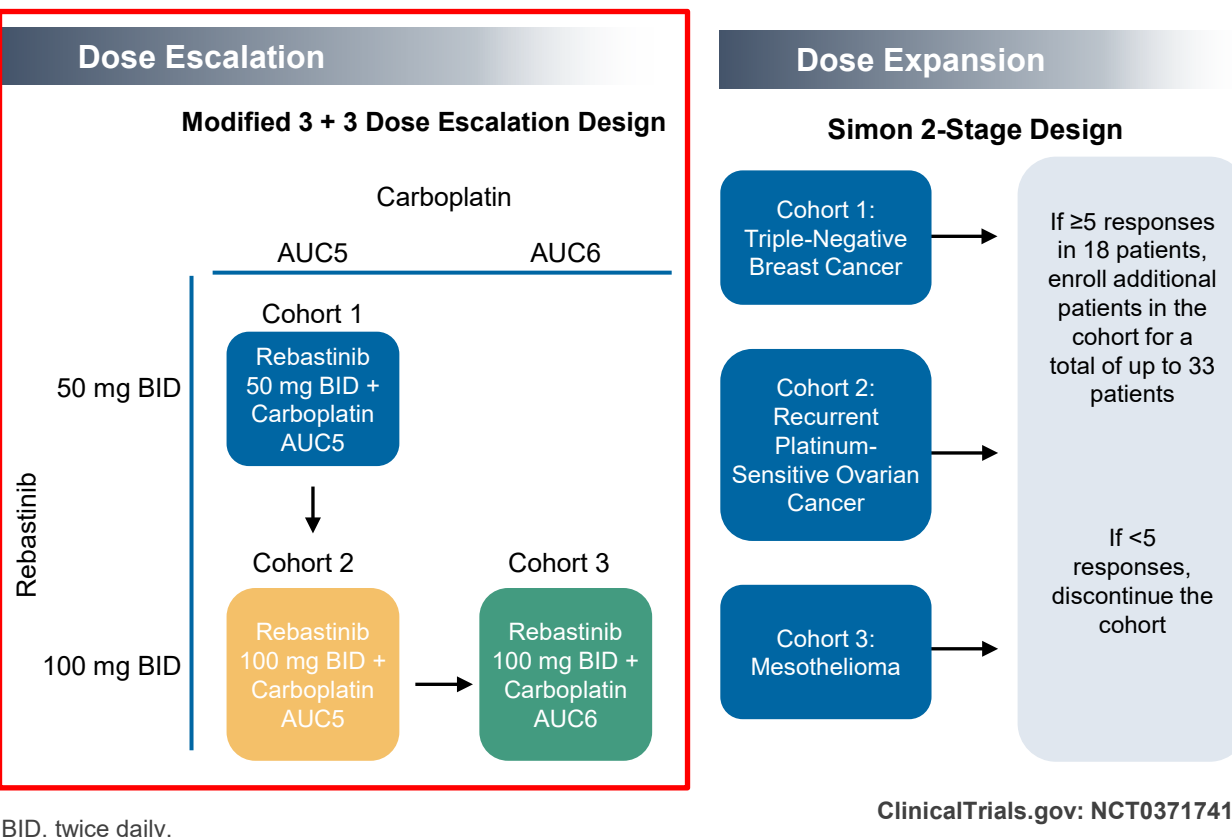 Dose Escalation
Modified 3 + 3 Dose Escalation Design
Carboplatin
AUC5
AUC6
Rebastinib
50 mg BID
Cohort 1
Rebastinib
50 mg BID +
Carboplatin
AUC5
100 mg BID
Cohort 2
Rebastinib
100 mg BID +
Carboplatin
AUC5
Cohort 3
Rebastinib
100 mg BID +
Carboplatin
AUC6
Dose Expansion
Simon 2-Stage Design
Cohort 1:
Triple-Negative
Breast Cancer
Cohort 2:
Recurrent
Platinum-
Sensitive Ovarian
Cancer
Cohort 3:
Mesothelioma
If ≥5 responses
in 18 patients,
enroll additional
patients in the
cohort for a
total of up to 33
patients
If <5
responses,
discontinue the
cohort
BID, twice daily.
ClinicalTrials.gov: NCT0371741